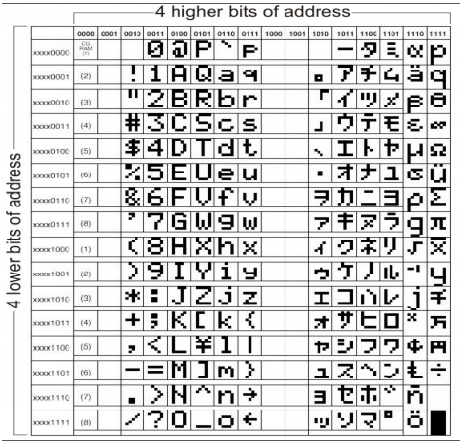 4 higher bits of address
0000 0001 0010 0011 0100 0101 0110 0111 1000 1001 1010 1011 1100 1101 1110 1111
xxxx0000 CG RAM (1) 0 @ P ` p ー タ ミ α p
xxxx0001 (2) ! 1 A Q a q 。 ア チ ム ä q
xxxx0010 (3) " 2 B R b r 「 イ ツ メ β θ
xxxx0011 (4) # 3 C S c s 」 ウ テ モ ε ∞
xxxx0100 (5) $ 4 D T d t 、 エ ト ヤ μ Ω
xxxx0101 (6) % 5 E U e u ・ オ ナ ユ σ ü
xxxx0110 (7) & 6 F V f v ヲ カ ニ ヨ ρ Σ
xxxx0111 (8) ' 7 G W g w ァ キ ヌ ラ g π
xxxx1000 (1) ( 8 H X h x ィ ク ネ リ √ x̄
xxxx1001 (2) ) 9 I Y i y ゥ ケ ノ ル ⁻¹ y
xxxx1010 (3) * : J Z j z ェ コ ハ レ j 千
xxxx1011 (4) + ; K [ k { ォ サ ヒ ロ ˣ 万
xxxx1100 (5) , < L ¥ l | ャ シ フ ワ ¢ 円
xxxx1101 (6) - = M ] m } ュ ス ヘ ン £ ÷
xxxx1110 (7) . > N ^ n → ョ セ ホ ゛ ñ
xxxx1111 (8) / ? O _ o ← ッ ソ マ ゜ ö █
4 lower bits of address